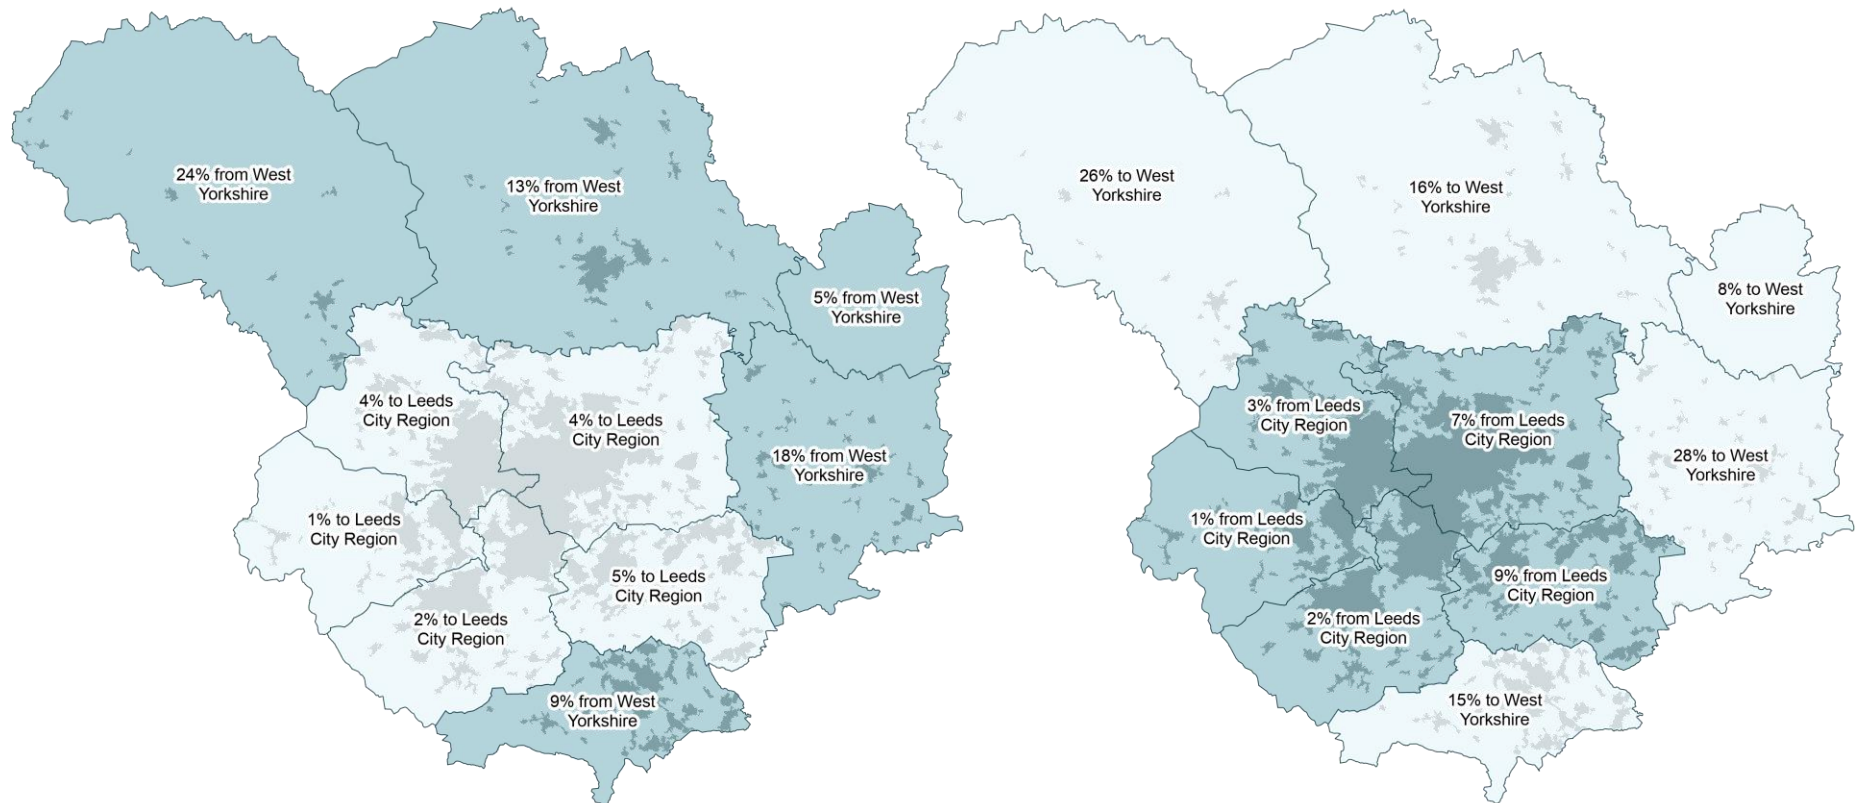 24% from West
Yorkshire
13% from West
Yorkshire
5% from West
Yorkshire
4% to Leeds
City Region
4% to Leeds
City Region
18% from West
Yorkshire
1% to Leeds
City Region
5% to Leeds
City Region
2% to Leeds
City Region
9% from West
Yorkshire
26% to West
Yorkshire
16% to West
Yorkshire
8% to West
Yorkshire
3% from Leeds
City Region
7% from Leeds
City Region
28% to West
Yorkshire
1% from Leeds
City Region
9% from Leeds
City Region
2% from Leeds
City Region
15% to West
Yorkshire